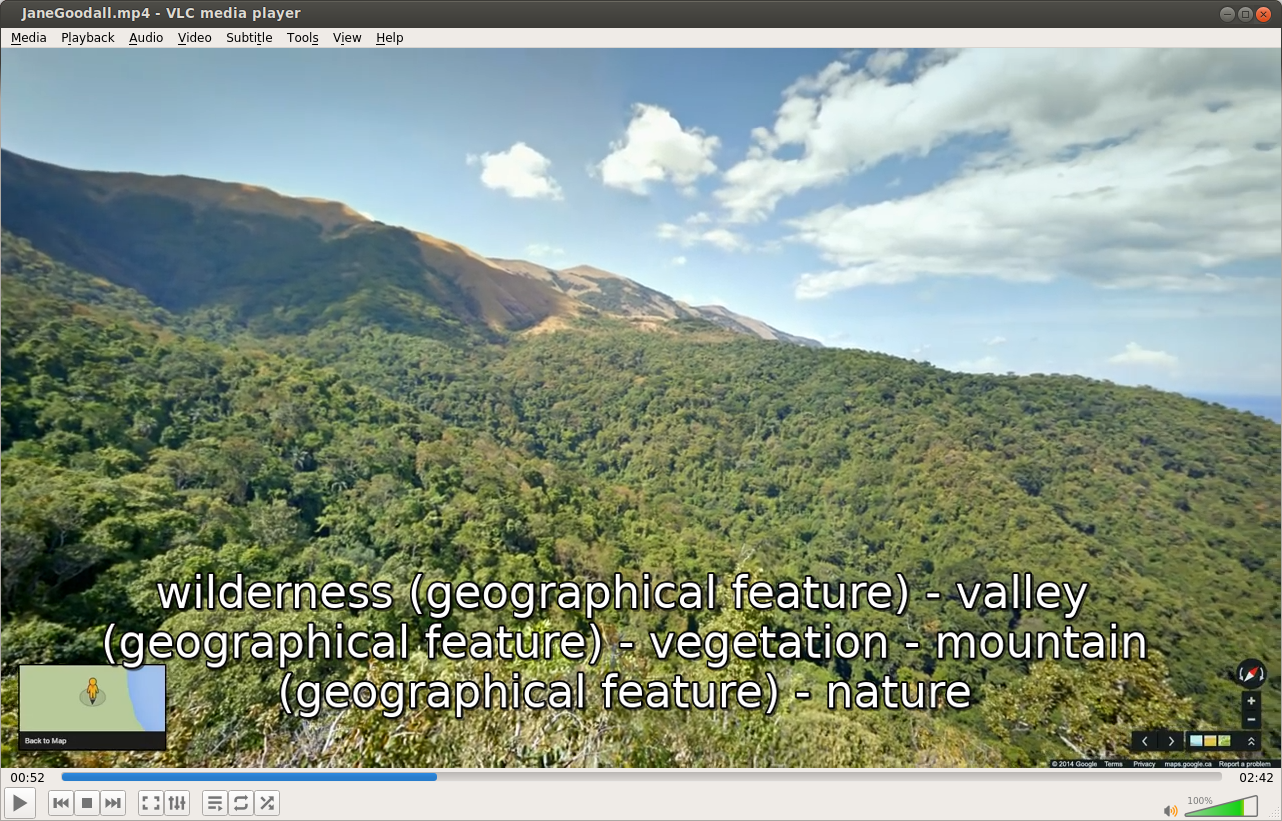 JaneGoodall.mp4 - VLC media player
Media Playback Audio Video Subtitle Tools View Help
wilderness (geographical feature) - valley
(geographical feature) - vegetation - mountain
(geographical feature) - nature
Back to Map
© 2014 Google Terms Privacy maps.google.ca Report a problem
00:52 02:42
100%